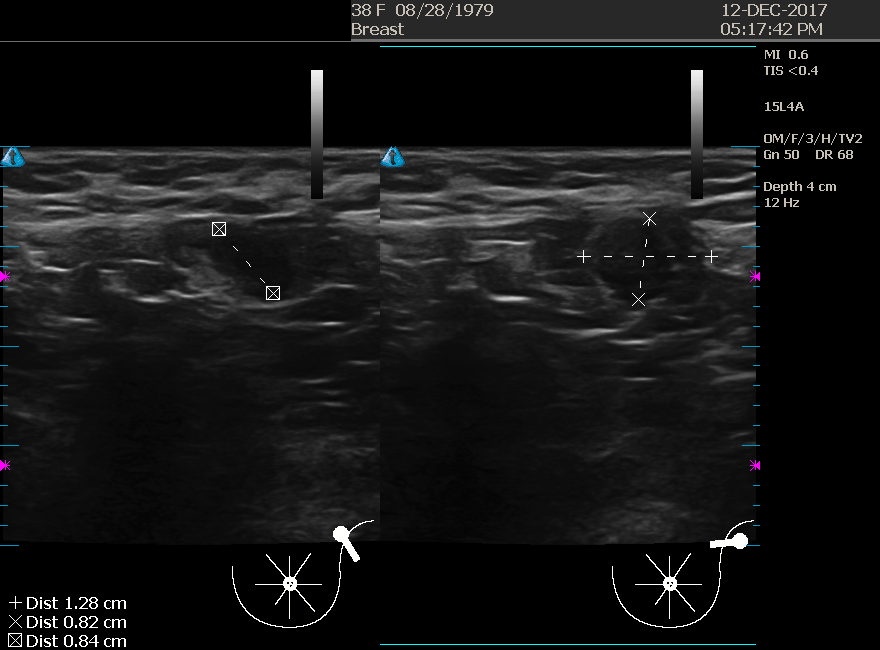 38 F 08/28/1979
12-DEC-2017
Breast
05:17:42 PM
MI 0.6
TIS <0.4
15L4A
OM/F/3/H/TV2
Gn 50 DR 68
Depth 4 cm
12 Hz
Dist 1.28 cm
Dist 0.82 cm
Dist 0.84 cm